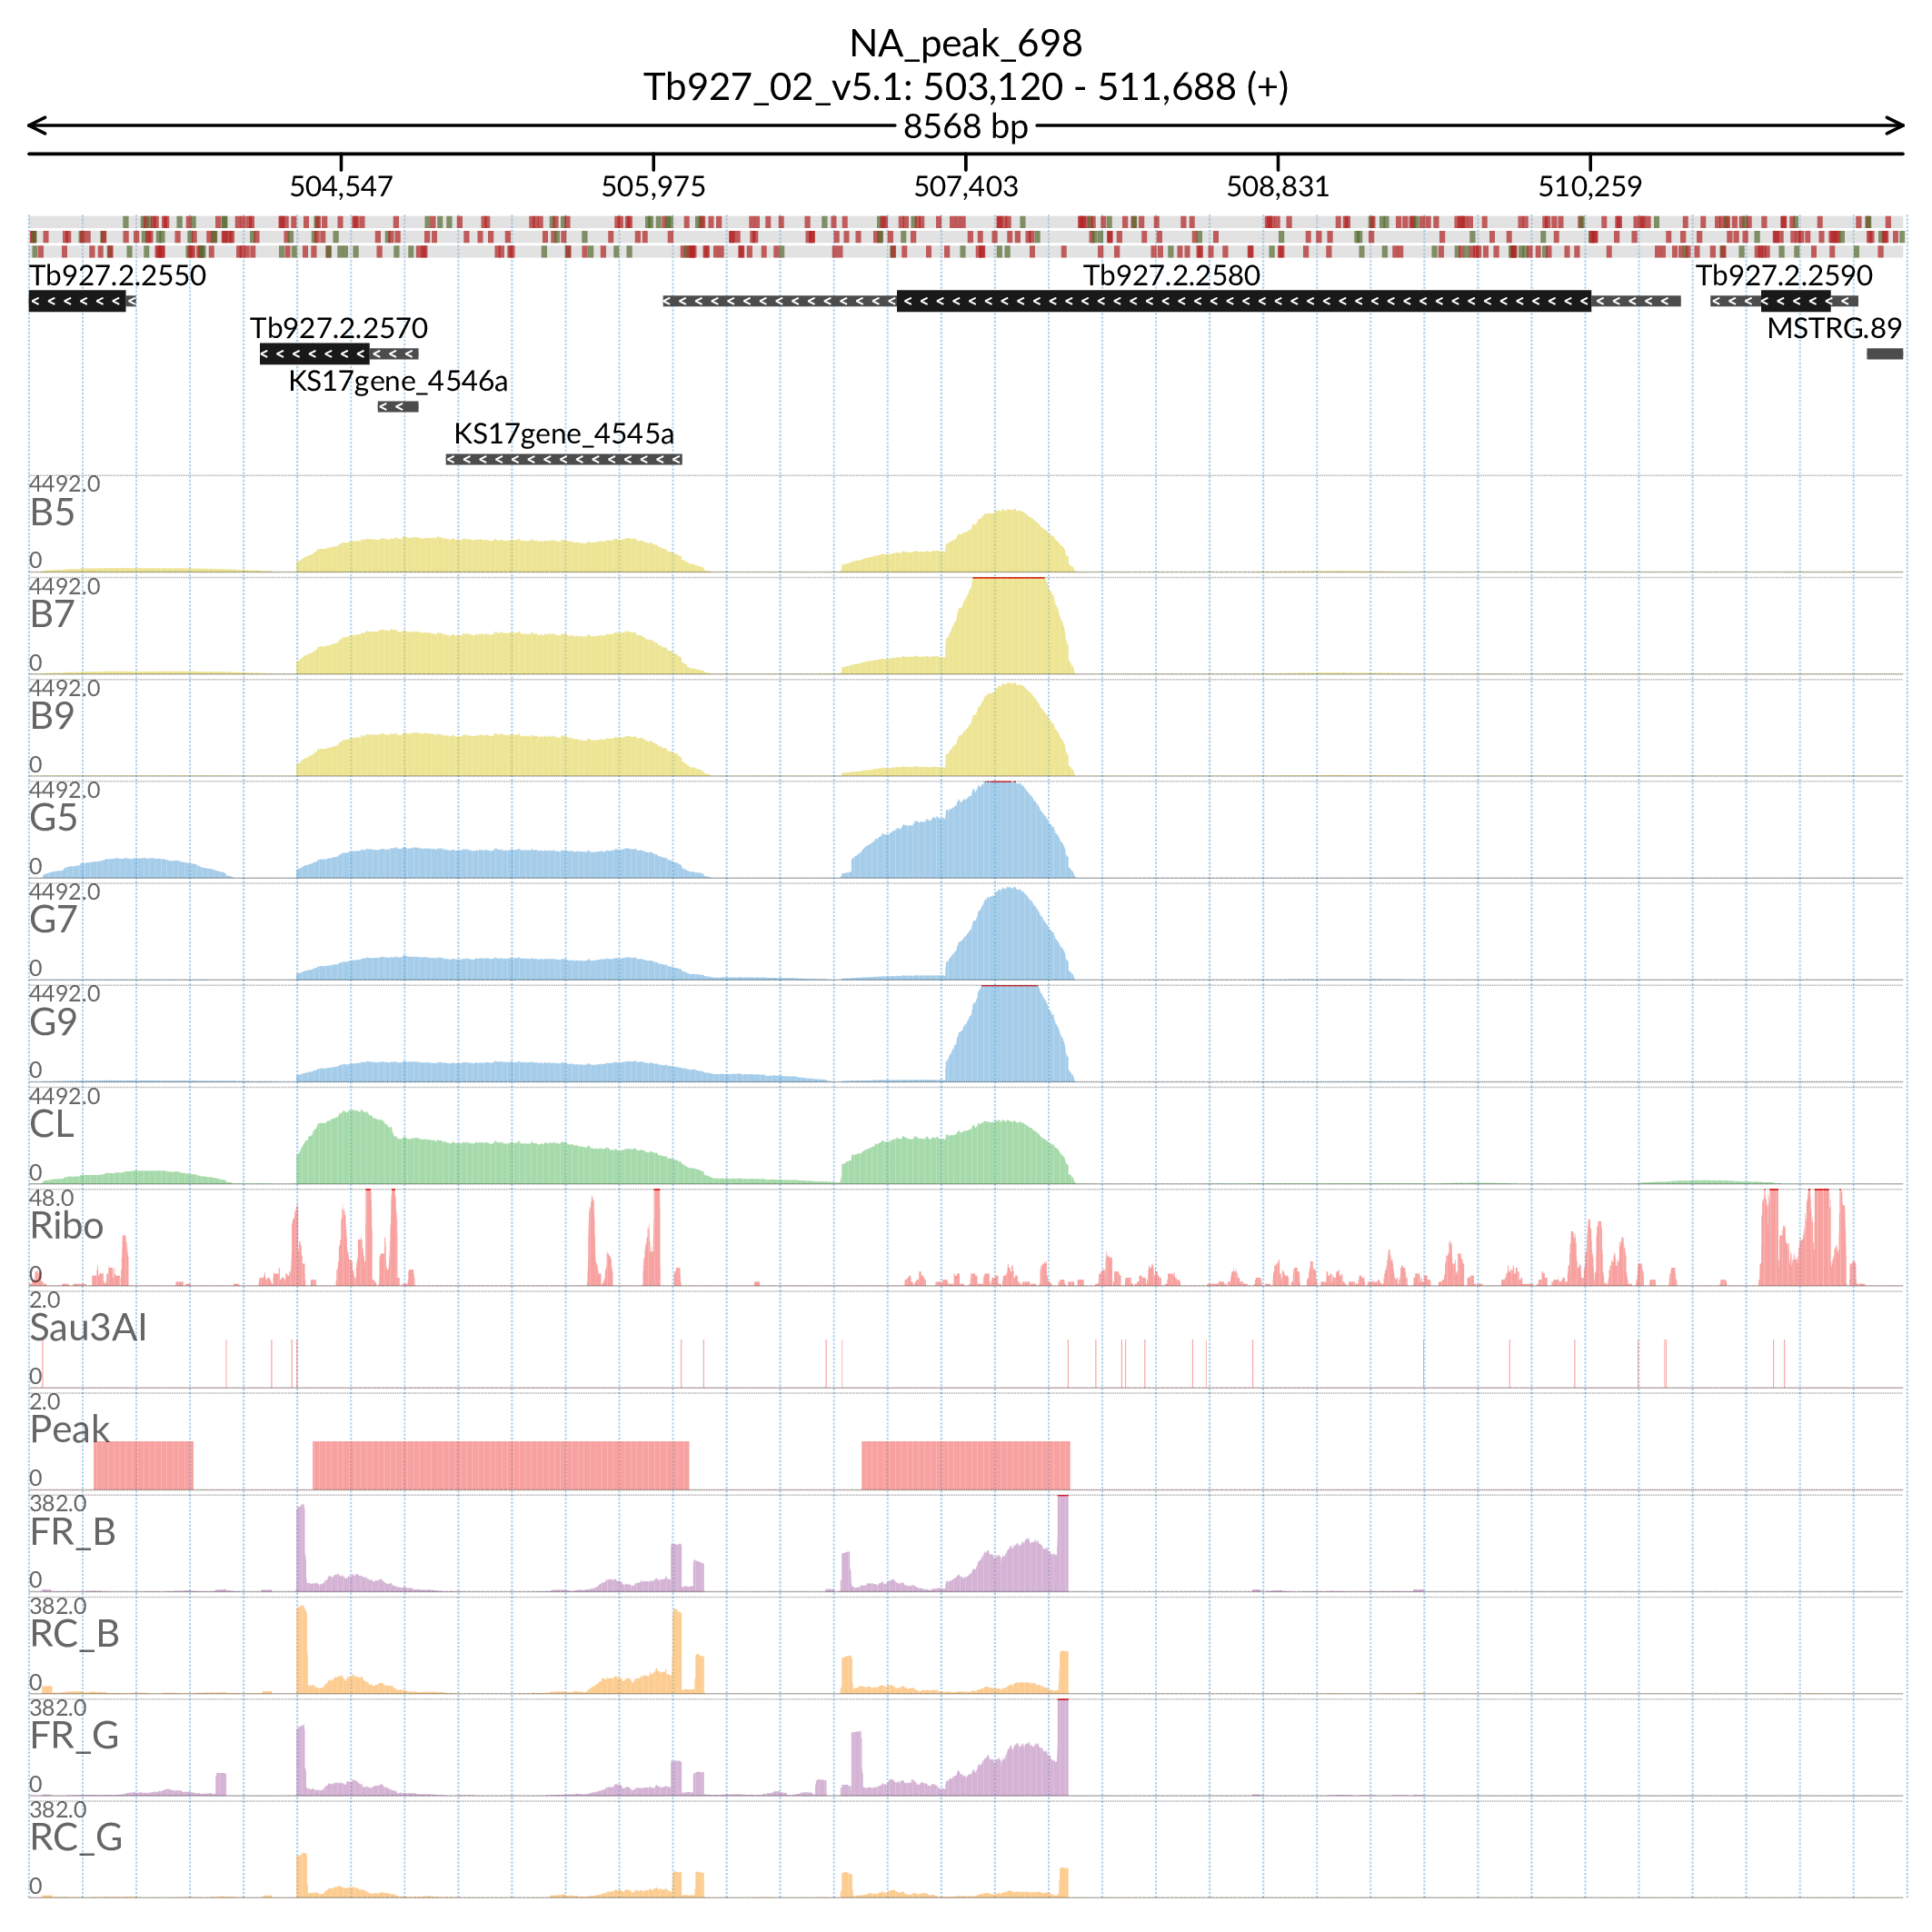 NA_peak_698
Tb927_02_v5.1: 503,120 - 511,688 (+)
8568 bp
504,547 505,975 507,403 508,831 510,259
Tb927.2.2550 Tb927.2.2580 Tb927.2.2590
Tb927.2.2570 MSTRG.89
KS17gene_4546a
KS17gene_4545a
4492.0
B5
0
4492.0
B7
0
4492.0
B9
0
4492.0
G5
0
4492.0
G7
0
4492.0
G9
0
4492.0
CL
0
48.0
Ribo
0
2.0
Sau3AI
0
2.0
Peak
0
382.0
FR_B
0
382.0
RC_B
0
382.0
FR_G
0
382.0
RC_G
0